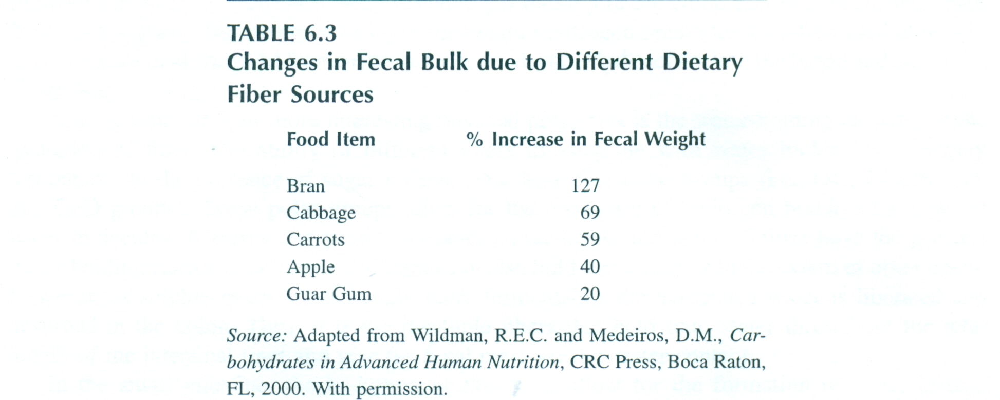 TABLE 6.3
Changes in Fecal Bulk due to Different Dietary
Fiber Sources
Food Item % Increase in Fecal Weight
Bran 127
Cabbage 69
Carrots 59
Apple 40
Guar Gum 20
Source: Adapted from Wildman, R.E.C. and Medeiros, D.M., Car-
bohydrates in Advanced Human Nutrition, CRC Press, Boca Raton,
FL, 2000. With permission.